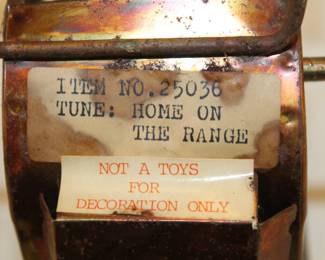 ITEM NO.25036
TUNE: HOME ON
THE RANGE
NOT A TOYS
FOR
DECORATION ONLY